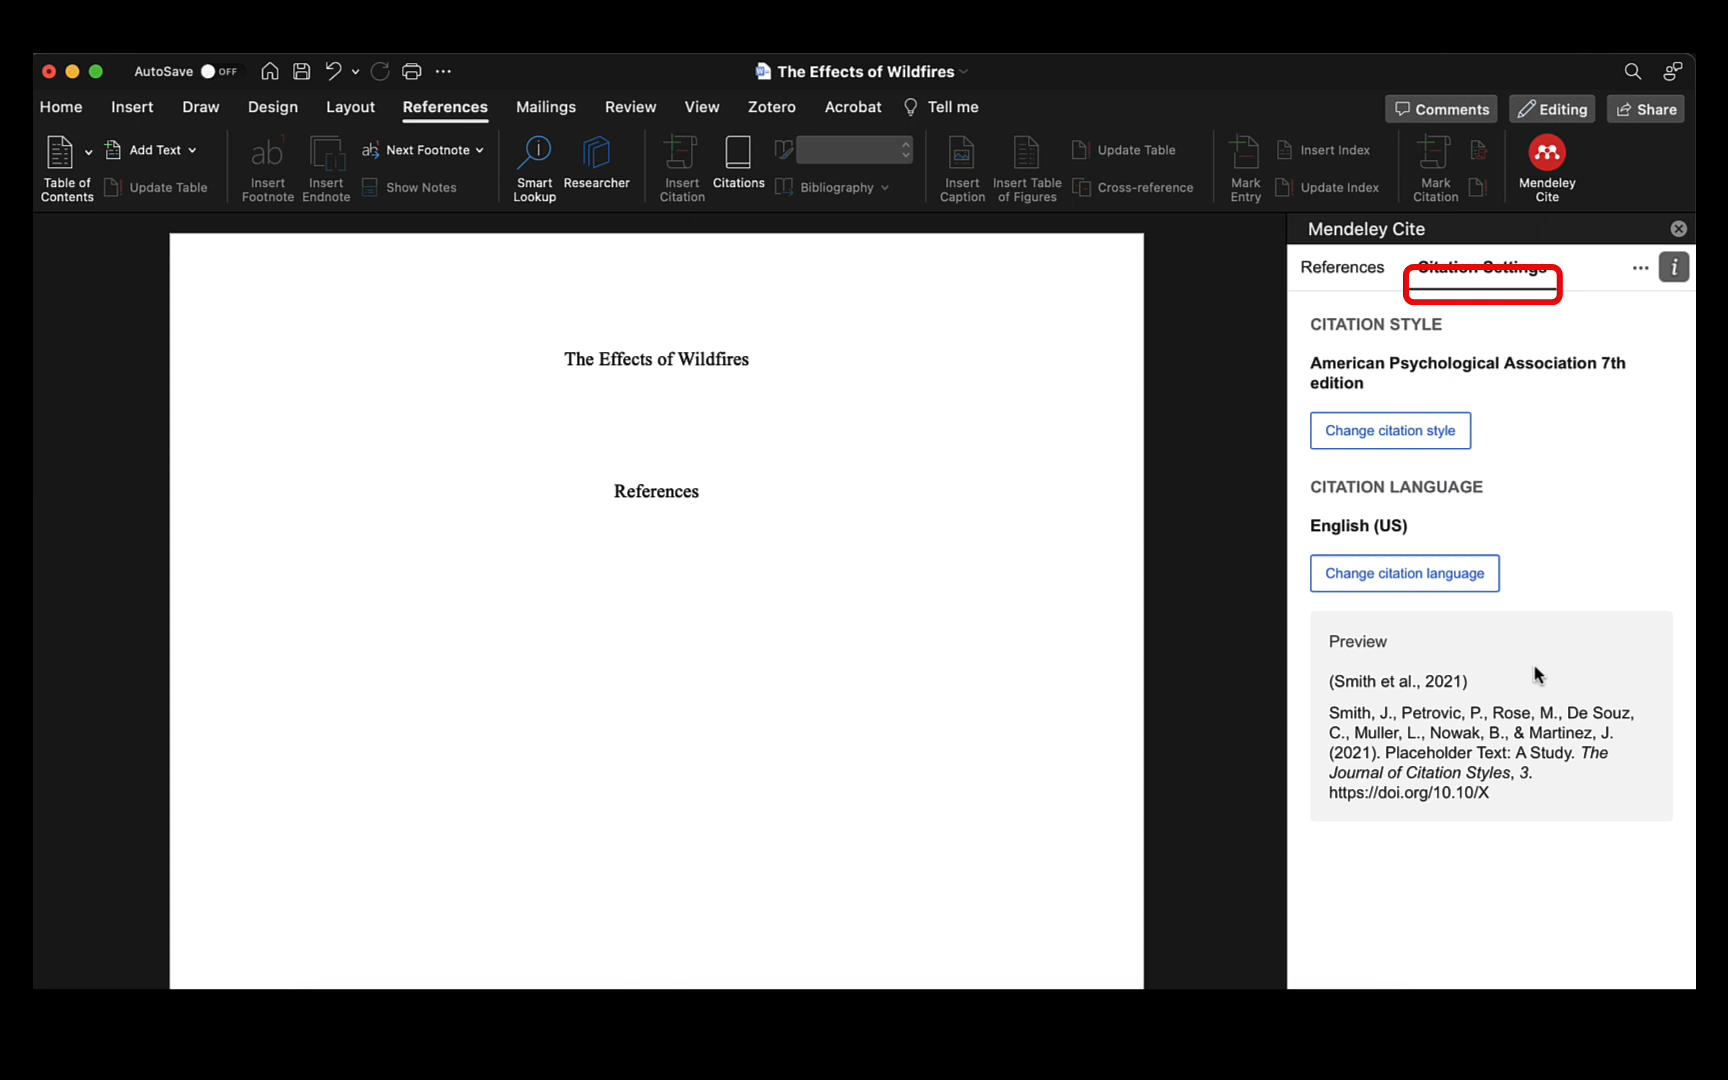 AutoSave OFF
The Effects of Wildfires
Home Insert Draw Design Layout References Mailings Review View Zotero Acrobat Tell me
Comments Editing Share
Table of Contents
Add Text
Update Table
ab
Insert Footnote
Insert Endnote
ab Next Footnote
Show Notes
Smart Lookup
Researcher
Insert Citation
Citations
Bibliography
Insert Caption
Insert Table of Figures
Update Table
Cross-reference
Mark Entry
Insert Index
Update Index
Mark Citation
Mendeley Cite
The Effects of Wildfires
References
Mendeley Cite
References Citation Settings ... i
CITATION STYLE
American Psychological Association 7th
edition
Change citation style
CITATION LANGUAGE
English (US)
Change citation language
Preview
(Smith et al., 2021)
Smith, J., Petrovic, P., Rose, M., De Souz,
C., Muller, L., Nowak, B., & Martinez, J.
(2021). Placeholder Text: A Study. The
Journal of Citation Styles, 3.
https://doi.org/10.10/X